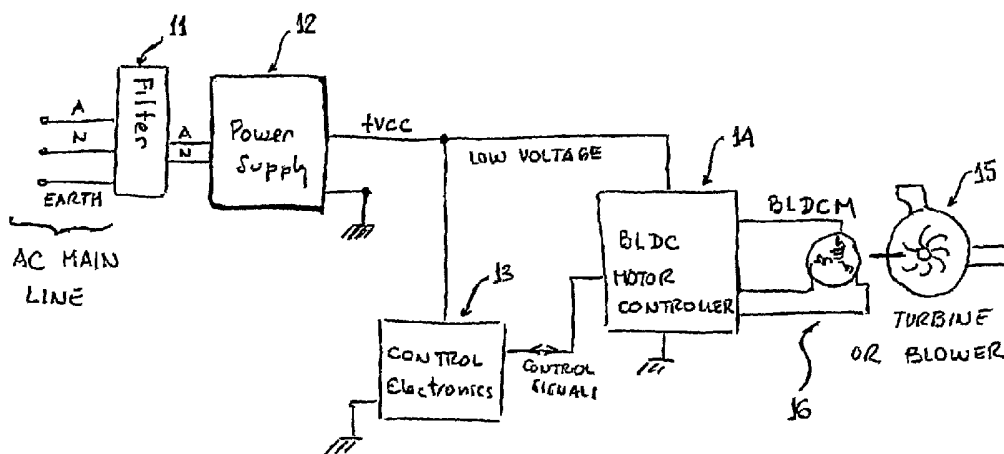 11
12
Filter
A
N
EARTH
AC MAIN
LINE
A
N
Power
Supply
+VCC
LOW VOLTAGE
13
CONTROL
Electronics
CONTROL
SIGNALS
14
BLDC
MOTOR
CONTROLLER
BLDCM
15
TURBINE
OR BLOWER
16